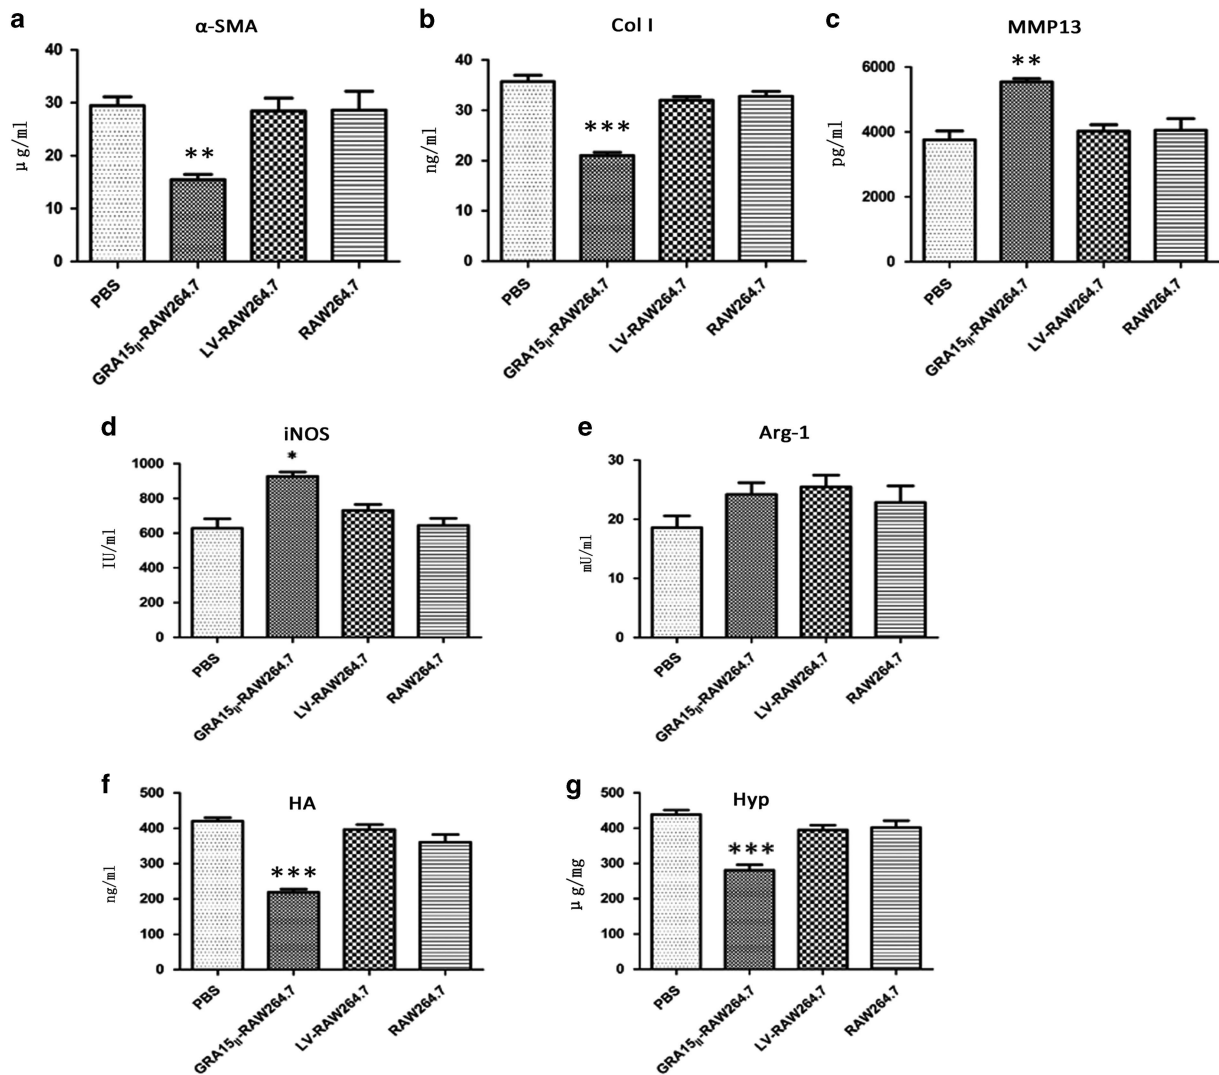 a
α-SMA
40
30
20
10
0
μ g/ml
**
PBS
GRA15II-RAW264.7
LV-RAW264.7
RAW264.7
b
Col I
40
30
20
10
0
ng/ml
***
PBS
GRA15II-RAW264.7
LV-RAW264.7
RAW264.7
c
MMP13
6000
4000
2000
0
pg/ml
**
PBS
GRA15II-RAW264.7
LV-RAW264.7
RAW264.7
d
iNOS
1000
800
600
400
200
0
IU/ml
*
PBS
GRA15II-RAW264.7
LV-RAW264.7
RAW264.7
e
Arg-1
30
20
10
0
mU/ml
PBS
GRA15II-RAW264.7
LV-RAW264.7
RAW264.7
f
HA
500
400
300
200
100
0
ng/ml
***
PBS
GRA15II-RAW264.7
LV-RAW264.7
RAW264.7
g
Hyp
500
400
300
200
100
0
μ g/mg
***
PBS
GRA15II-RAW264.7
LV-RAW264.7
RAW264.7